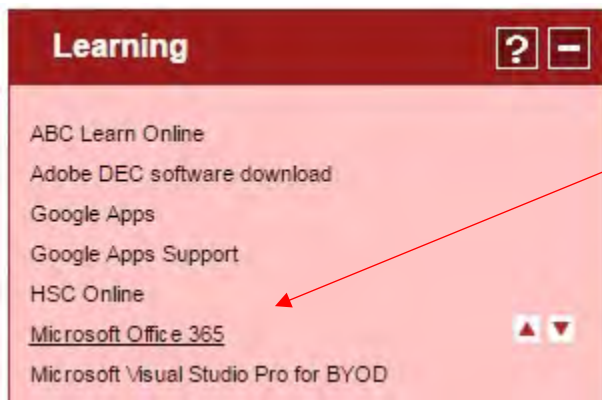 Learning
? -
ABC Learn Online
Adobe DEC software download
Google Apps
Google Apps Support
HSC Online
Microsoft Office 365
Microsoft Visual Studio Pro for BYOD